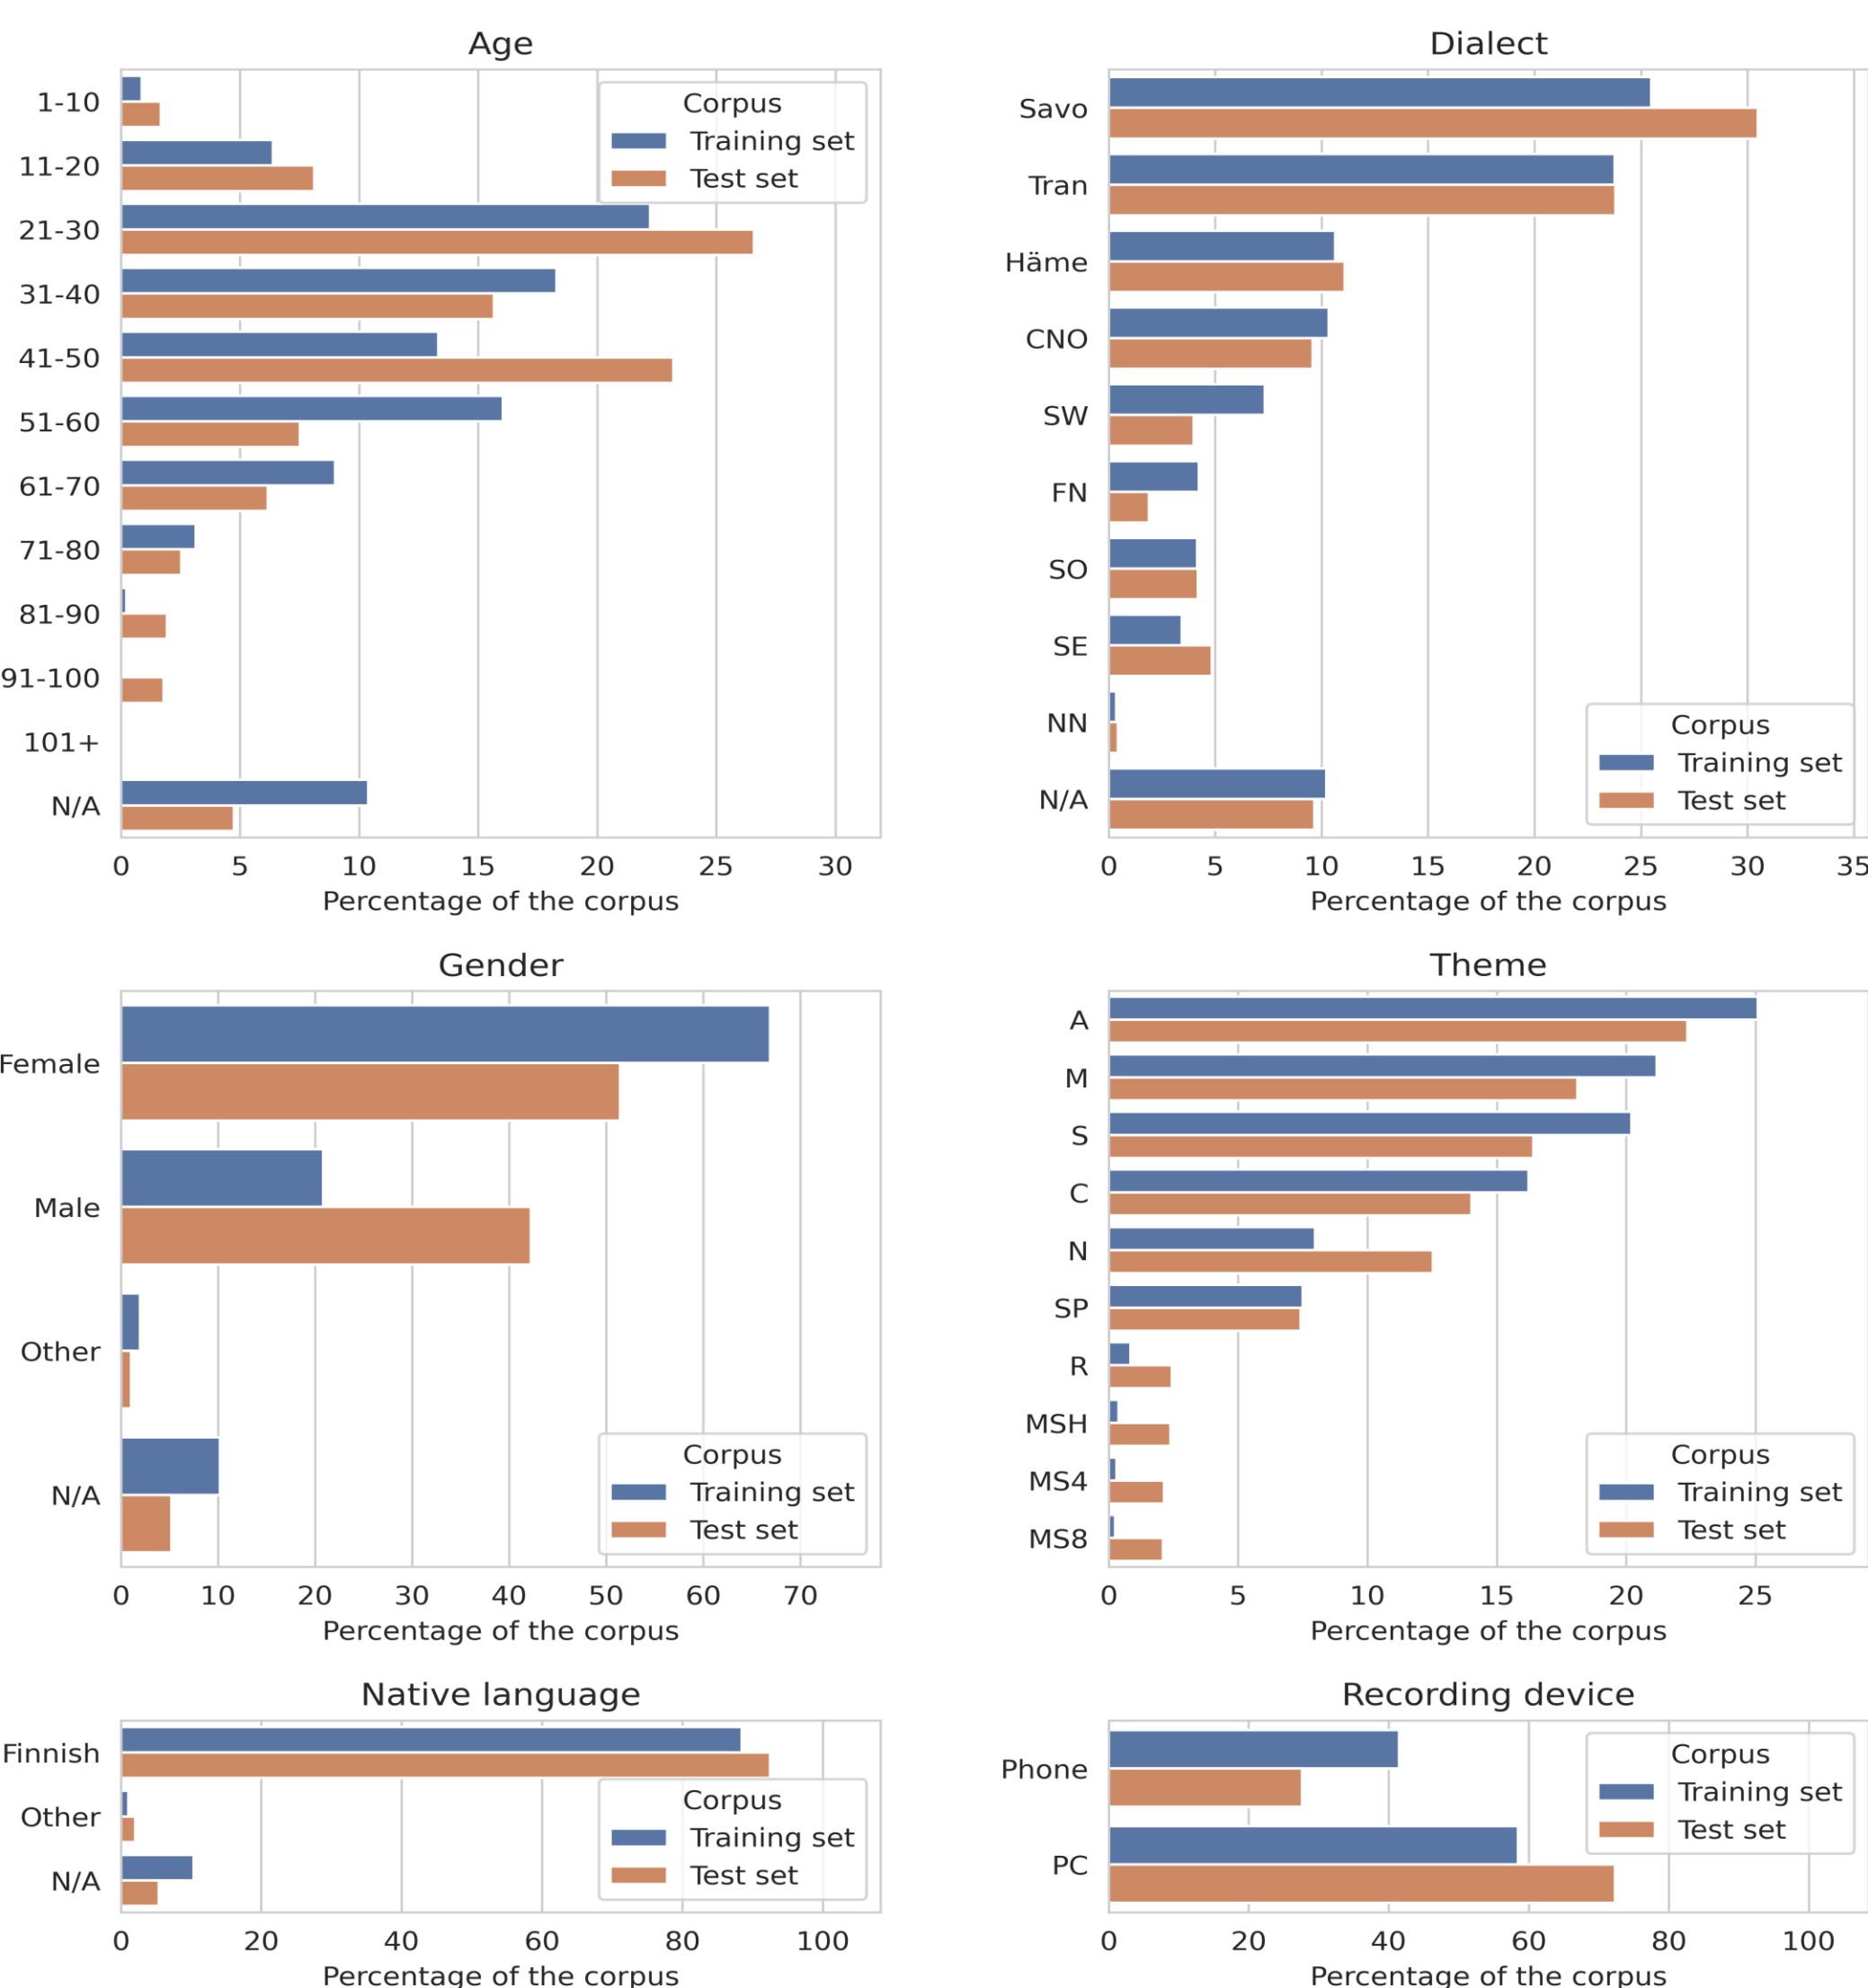 Age
1-10
11-20
21-30
31-40
41-50
51-60
61-70
71-80
81-90
91-100
101+
N/A
Corpus
Training set
Test set
0 5 10 15 20 25 30
Percentage of the corpus
Dialect
Savo
Tran
Häme
CNO
SW
FN
SO
SE
NN
N/A
Corpus
Training set
Test set
0 5 10 15 20 25 30 35
Percentage of the corpus
Gender
Female
Male
Other
N/A
Corpus
Training set
Test set
0 10 20 30 40 50 60 70
Percentage of the corpus
Theme
A
M
S
C
N
SP
R
MSH
MS4
MS8
Corpus
Training set
Test set
0 5 10 15 20 25
Percentage of the corpus
Native language
Finnish
Other
N/A
Corpus
Training set
Test set
0 20 40 60 80 100
Percentage of the corpus
Recording device
Phone
PC
Corpus
Training set
Test set
0 20 40 60 80 100
Percentage of the corpus